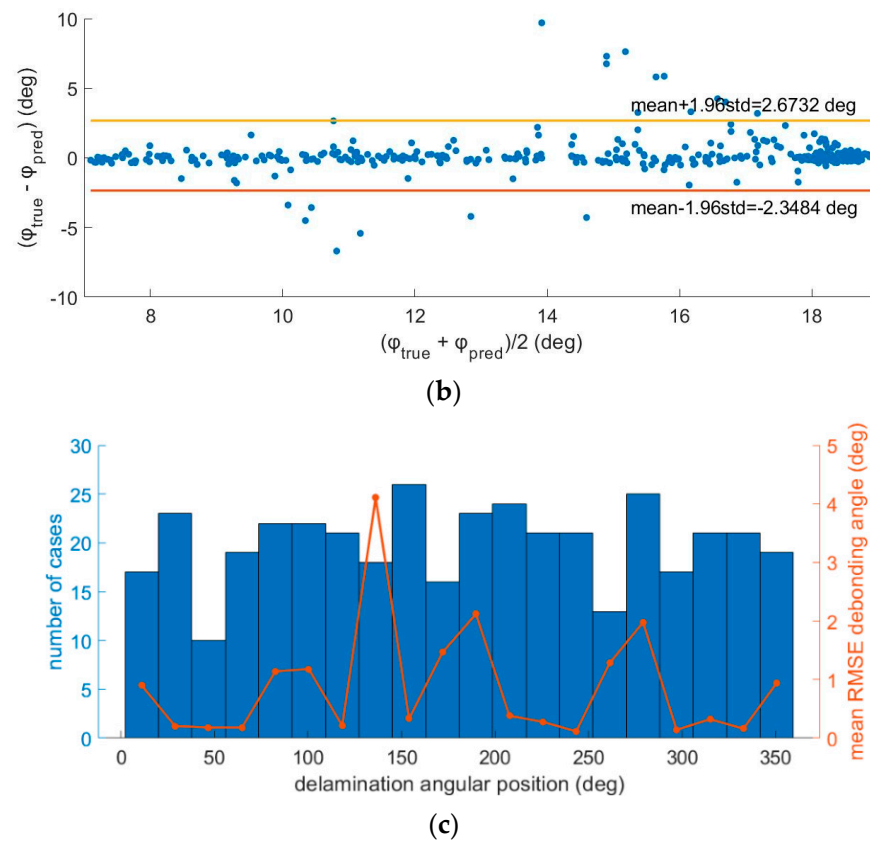 10
5
0
-5
-10
(φtrue - φpred) (deg)
mean+1.96std=2.6732 deg
mean-1.96std=-2.3484 deg
8 10 12 14 16 18
(φtrue + φpred)/2 (deg)
(b)
30
25
20
15
10
5
0
number of cases
5
4
3
2
1
0
mean RMSE debonding angle (deg)
0 50 100 150 200 250 300 350
delamination angular position (deg)
(c)